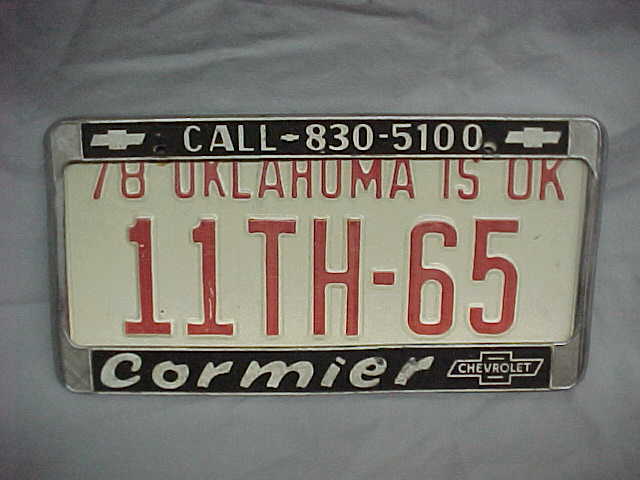 CALL-830-5100
78 OKLAHOMA IS OK
11TH-65
Cormier CHEVROLET